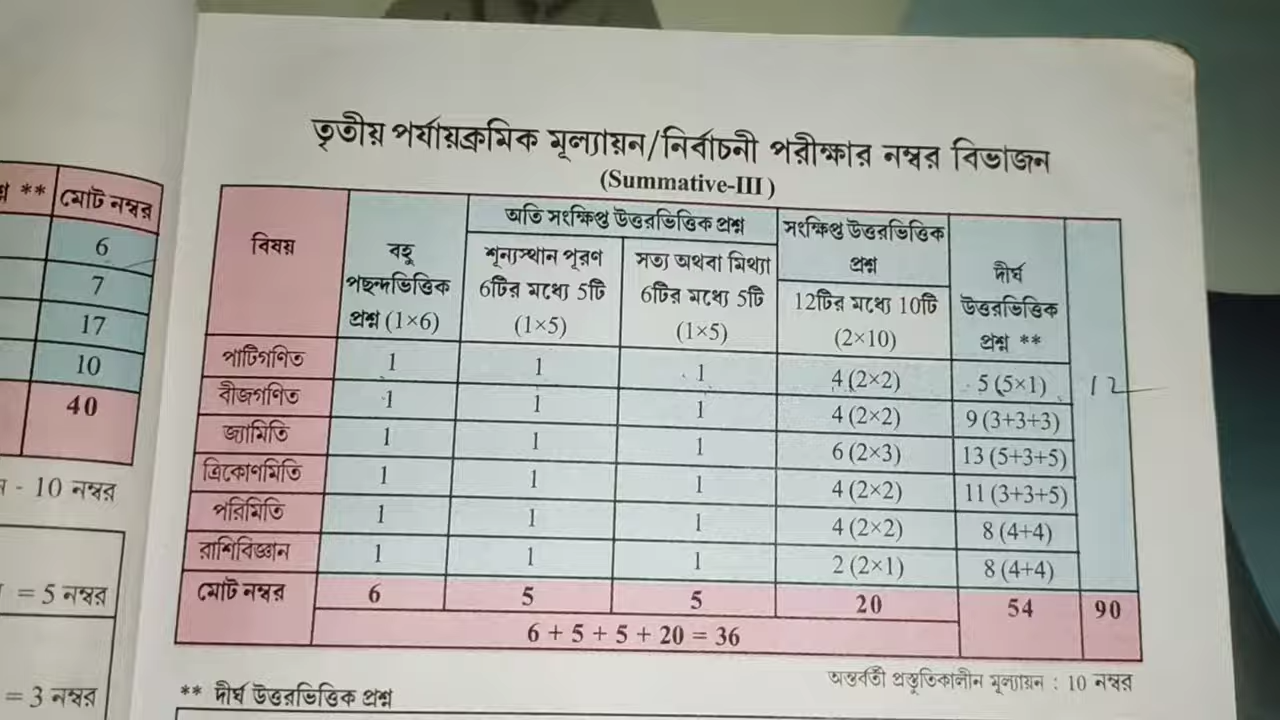 তৃতীয় পর্যায়ক্রমিক মূল্যায়ন/নির্বাচনী পরীক্ষার নম্বর বিভাজন
(Summative-III)
** মোট নম্বর
6
7
17
10
40
- 10 নম্বর
= 5 নম্বর
= 3 নম্বর
বিষয়
বহু
পছন্দভিত্তিক
প্রশ্ন (1×6)
অতি সংক্ষিপ্ত উত্তরভিত্তিক প্রশ্ন
শূন্যস্থান পূরণ
6টির মধ্যে 5টি
(1×5)
সত্য অথবা মিথ্যা
6টির মধ্যে 5টি
(1×5)
সংক্ষিপ্ত উত্তরভিত্তিক
প্রশ্ন
12টির মধ্যে 10টি
(2×10)
দীর্ঘ
উত্তরভিত্তিক
প্রশ্ন **
পাটিগণিত 1 1 1 4 (2×2) 5 (5×1) 12
বীজগণিত 1 1 1 4 (2×2) 9 (3+3+3)
জ্যামিতি 1 1 1 6 (2×3) 13 (5+3+5)
ত্রিকোণমিতি 1 1 1 4 (2×2) 11 (3+3+5)
পরিমিতি 1 1 1 4 (2×2) 8 (4+4)
রাশিবিজ্ঞান 1 1 1 2 (2×1) 8 (4+4)
মোট নম্বর 6 5 5 20 54 90
6 + 5 + 5 + 20 = 36
অন্তর্বর্তী প্রস্তুতিকালীন মূল্যায়ন : 10 নম্বর
** দীর্ঘ উত্তরভিত্তিক প্রশ্ন